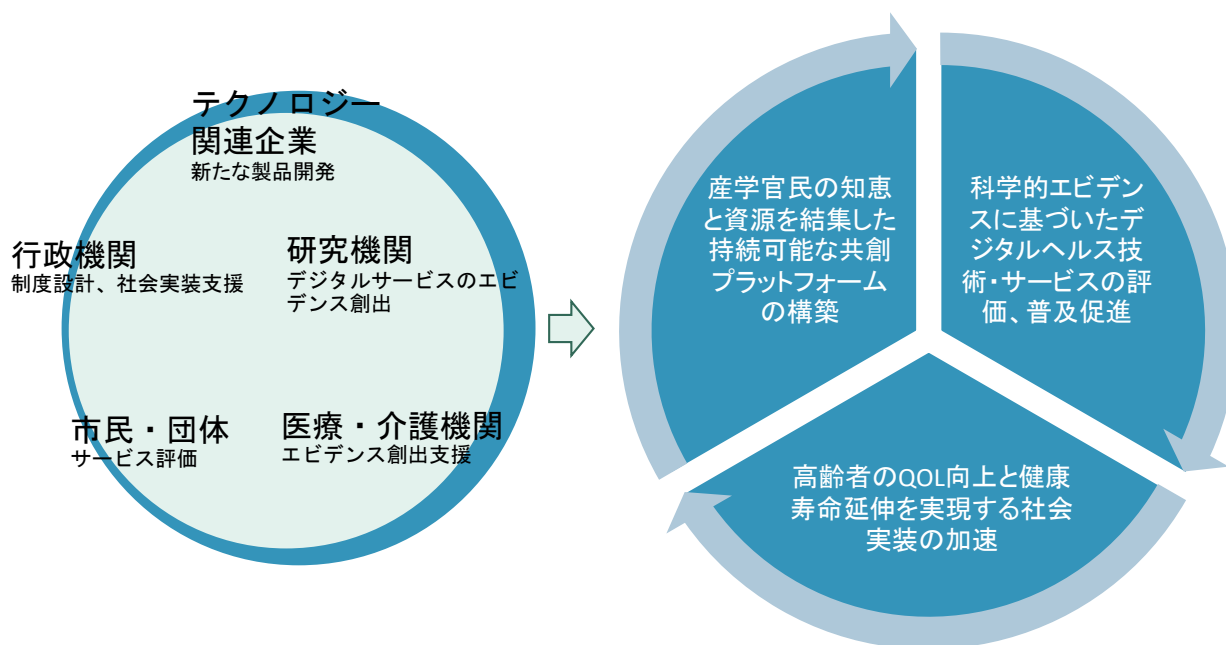 テクノロジー
関連企業
新たな製品開発
行政機関
制度設計、社会実装支援
研究機関
デジタルサービスのエビ
デンス創出
市民・団体
サービス評価
医療・介護機関
エビデンス創出支援
産学官民の知恵
と資源を結集した
持続可能な共創
プラットフォーム
の構築
科学的エビデン
スに基づいたデ
ジタルヘルス技
術・サービスの評
価、普及促進
高齢者のQOL向上と健康
寿命延伸を実現する社会
実装の加速